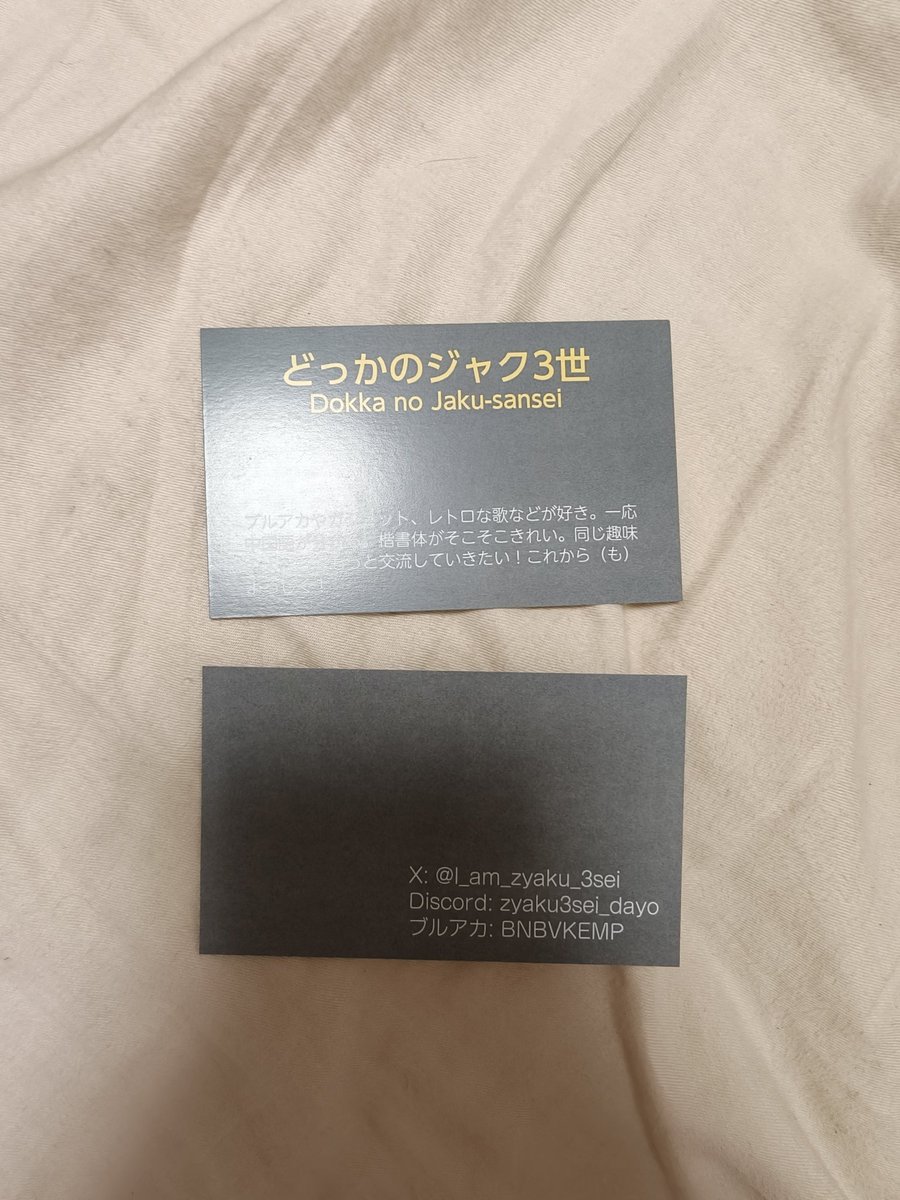 どっかのジャク3世
Dokka no Jaku-sansei
ブルアカやガジェット、レトロな歌などが好き。一応
楷書体がそこそこきれい。同じ趣味
と交流していきたい！これから（も）
X: @I_am_zyaku_3sei
Discord: zyaku3sei_dayo
ブルアカ: BNBVKEMP